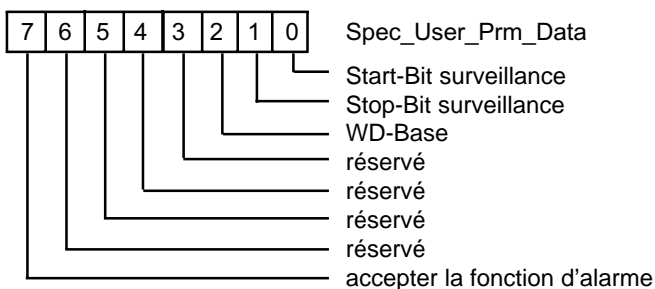 7 6 5 4 3 2 1 0 Spec_User_Prm_Data
Start-Bit surveillance
Stop-Bit surveillance
WD-Base
réservé
réservé
réservé
réservé
accepter la fonction d'alarme